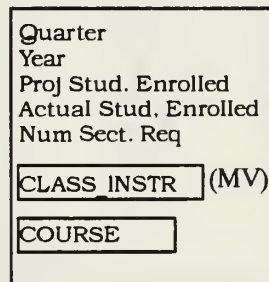 Quarter
Year
Proj Stud. Enrolled
Actual Stud, Enrolled
Num Sect. Req
CLASS_INSTR (MV)
COURSE